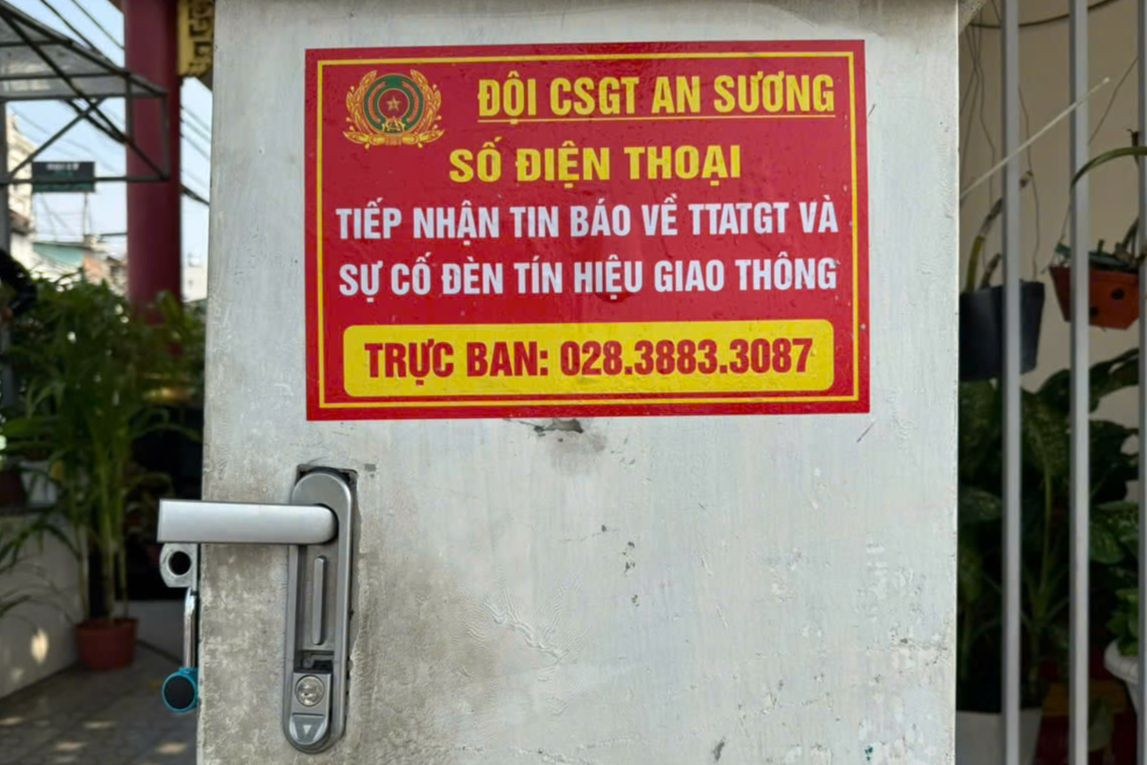 ĐỘI CSGT AN SƯƠNG
SỐ ĐIỆN THOẠI
TIẾP NHẬN TIN BÁO VỀ TTATGT VÀ
SỰ CỐ ĐÈN TÍN HIỆU GIAO THÔNG
TRỰC BAN: 028.3883.3087